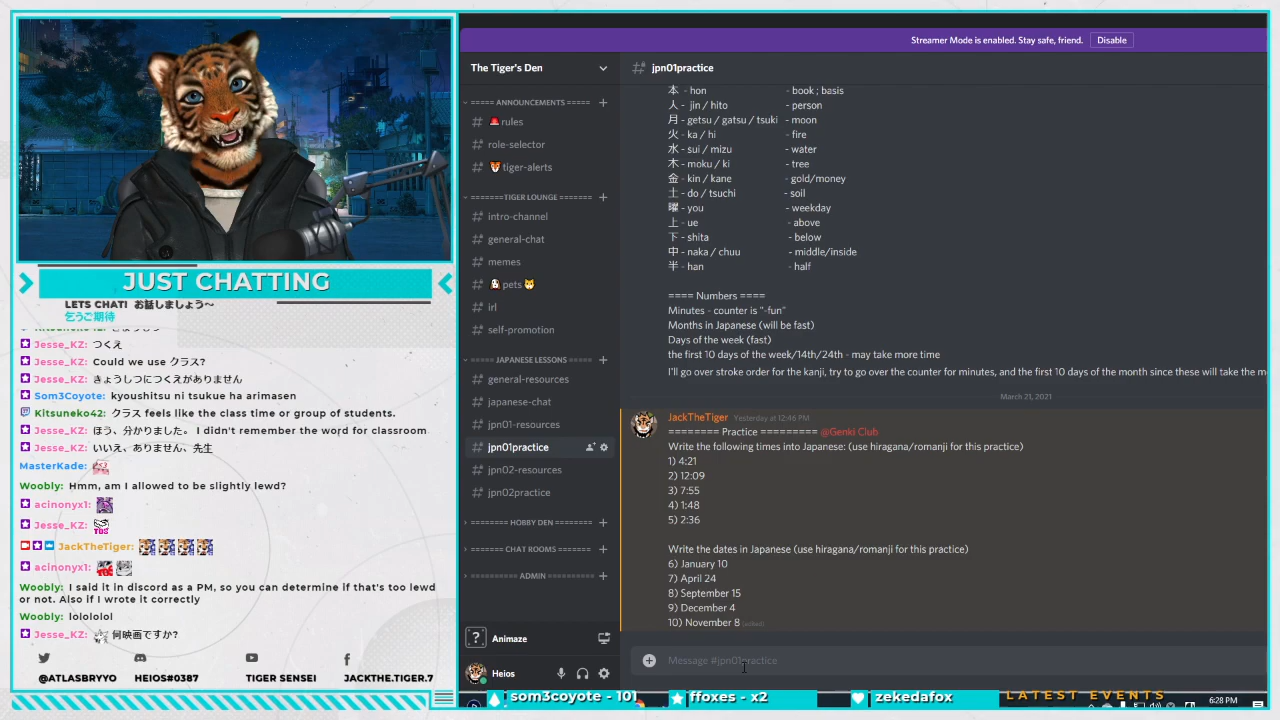 JUST CHATTING
LETS CHAT! お話しましょう〜
乞うご期待
Jesse_KZ: つくえ
Jesse_KZ: Could we use クラス?
Jesse_KZ: きょうしつにつくえがありません
Som3Coyote: kyoushitsu ni tsukue ha arimasen
Kitsuneko42: クラス feels like the class time or group of students.
Jesse_KZ: ほう、分かりました。 I didn't remember the word for classroom
Jesse_KZ: いいえ、ありません、先生
MasterKade:
Woobly: Hmm, am I allowed to be slightly lewd?
acinonyx1:
Jesse_KZ:
JackTheTiger:
acinonyx1:
Woobly: I said it in discord as a PM, so you can determine if that's too lewd
or not. Also if I wrote it correctly
Woobly: lolololol
Jesse_KZ: 何映画ですか?
@ATLASBRYYO HEIOS#0387 TIGER SENSEI JACKTHE.TIGER.7
Streamer Mode is enabled. Stay safe, friend. Disable
The Tiger's Den
===== ANNOUNCEMENTS =====
# rules
# role-selector
# tiger-alerts
======= TIGER LOUNGE =======
# intro-channel
# general-chat
# memes
# pets
# irl
# self-promotion
===== JAPANESE LESSONS =====
# general-resources
# japanese-chat
# jpn01-resources
# jpn01practice
# jpn02-resources
# jpn02practice
======== HOBBY DEN ========
======= CHAT ROOMS =======
========== ADMIN ==========
Animaze
Heios
# jpn01practice
本 - hon - book ; basis
人 - jin / hito - person
月 - getsu / gatsu / tsuki - moon
火 - ka / hi - fire
水 - sui / mizu - water
木 - moku / ki - tree
金 - kin / kane - gold/money
土 - do / tsuchi - soil
曜 - you - weekday
上 - ue - above
下 - shita - below
中 - naka / chuu - middle/inside
半 - han - half
==== Numbers ====
Minutes - counter is "-fun"
Months in Japanese (will be fast)
Days of the week (fast)
the first 10 days of the week/14th/24th - may take more time
I'll go over stroke order for the kanji, try to go over the counter for minutes, and the first 10 days of the month since these will take the m
March 21, 2021
JackTheTiger Yesterday at 12:46 PM
======== Practice ========= @Genki Club
Write the following times into Japanese: (use hiragana/romanji for this practice)
1) 4:21
2) 12:09
3) 7:55
4) 1:48
5) 2:36
Write the dates in Japanese (use hiragana/romanji for this practice)
6) January 10
7) April 24
8) September 15
9) December 4
10) November 8 (edited)
Message #jpn01practice
som3coyote - 101 ffoxes - x2 zekedafox LATEST EVENTS
6:28 PM